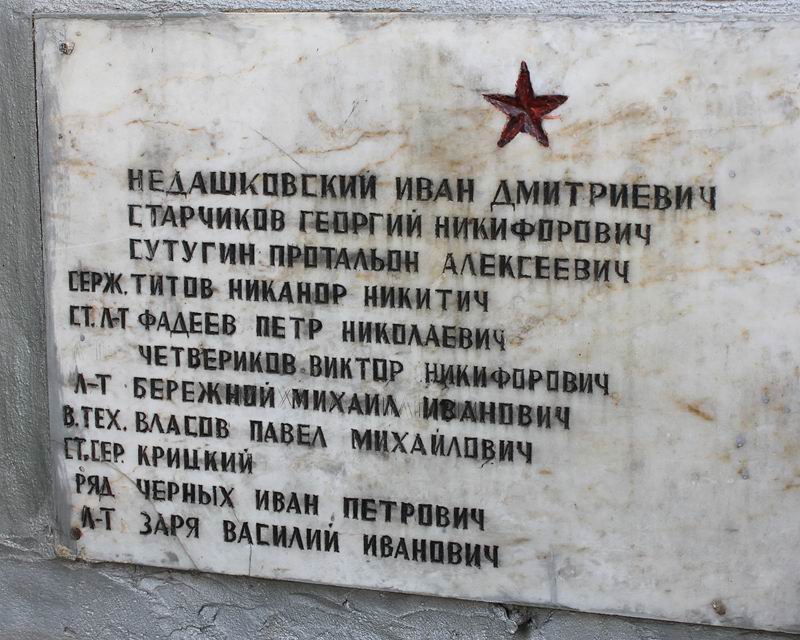 НЕДАШКОВСКИЙ ИВАН ДМИТРИЕВИЧ
СТАРЧИКОВ ГЕОРГИЙ НИКИФОРОВИЧ
СУТУГИН ПРОТАЛЬОН АЛЕКСЕЕВИЧ
СЕРЖ. ТИТОВ НИКАНОР НИКИТИЧ
СТ. Л-Т ФАДЕЕВ ПЕТР НИКОЛАЕВИЧ
ЧЕТВЕРИКОВ ВИКТОР НИКИФОРОВИЧ
Л-Т БЕРЕЖНОЙ МИХАИЛ ИВАНОВИЧ
В.ТЕХ. ВЛАСОВ ПАВЕЛ МИХАЙЛОВИЧ
СТ.СЕР. КРИЦКИЙ
РЯД ЧЕРНЫХ ИВАН ПЕТРОВИЧ
Л-Т ЗАРЯ ВАСИЛИЙ ИВАНОВИЧ